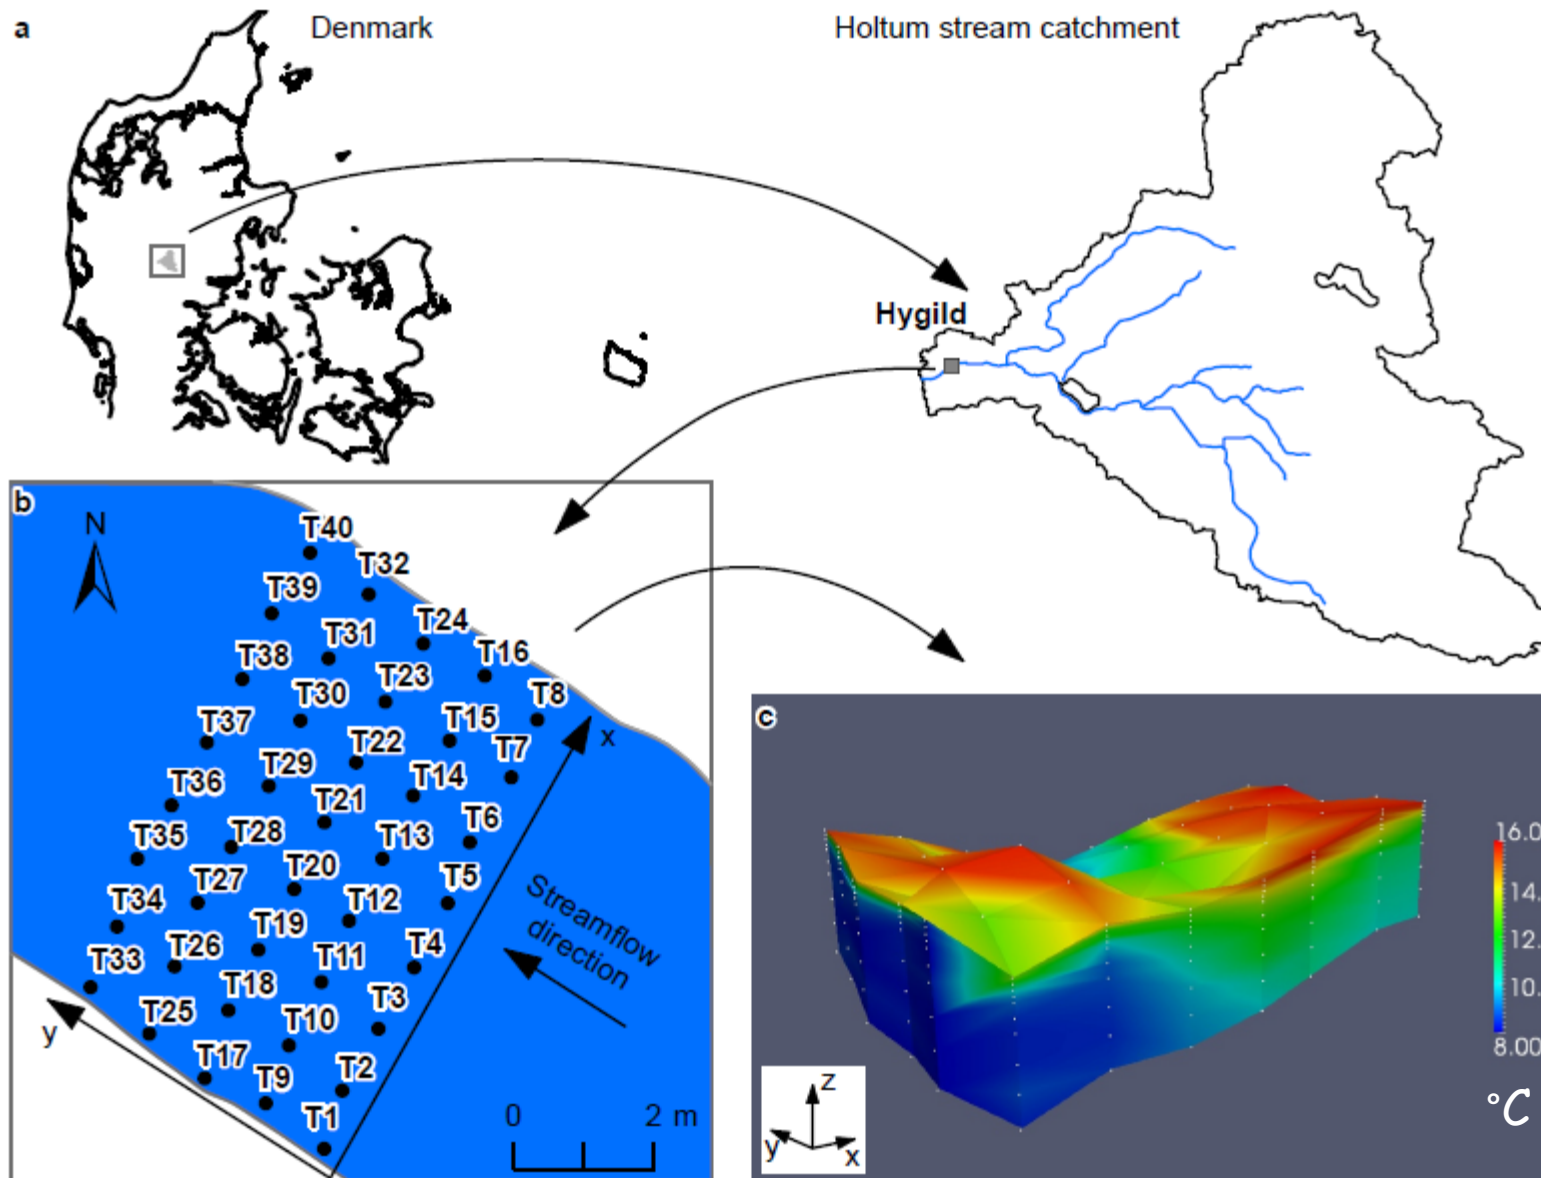 a
Denmark
Holtum stream catchment
Hygild
b
N
T40
T32
T39
T24
T31
T16
T38
T23
T8
T30
T15
T37
T22
T7
x
T29
T14
T36
T21
T6
T35
T28
T13
T20
T5
T27
T12
T34
T19
T4
T33
T26
T11
T18
T3
T25
T10
T17
T2
T9
T1
y
Streamflow
direction
0 2 m
c
16.0
14.
12.
10.
8.00
°C
z
y
x